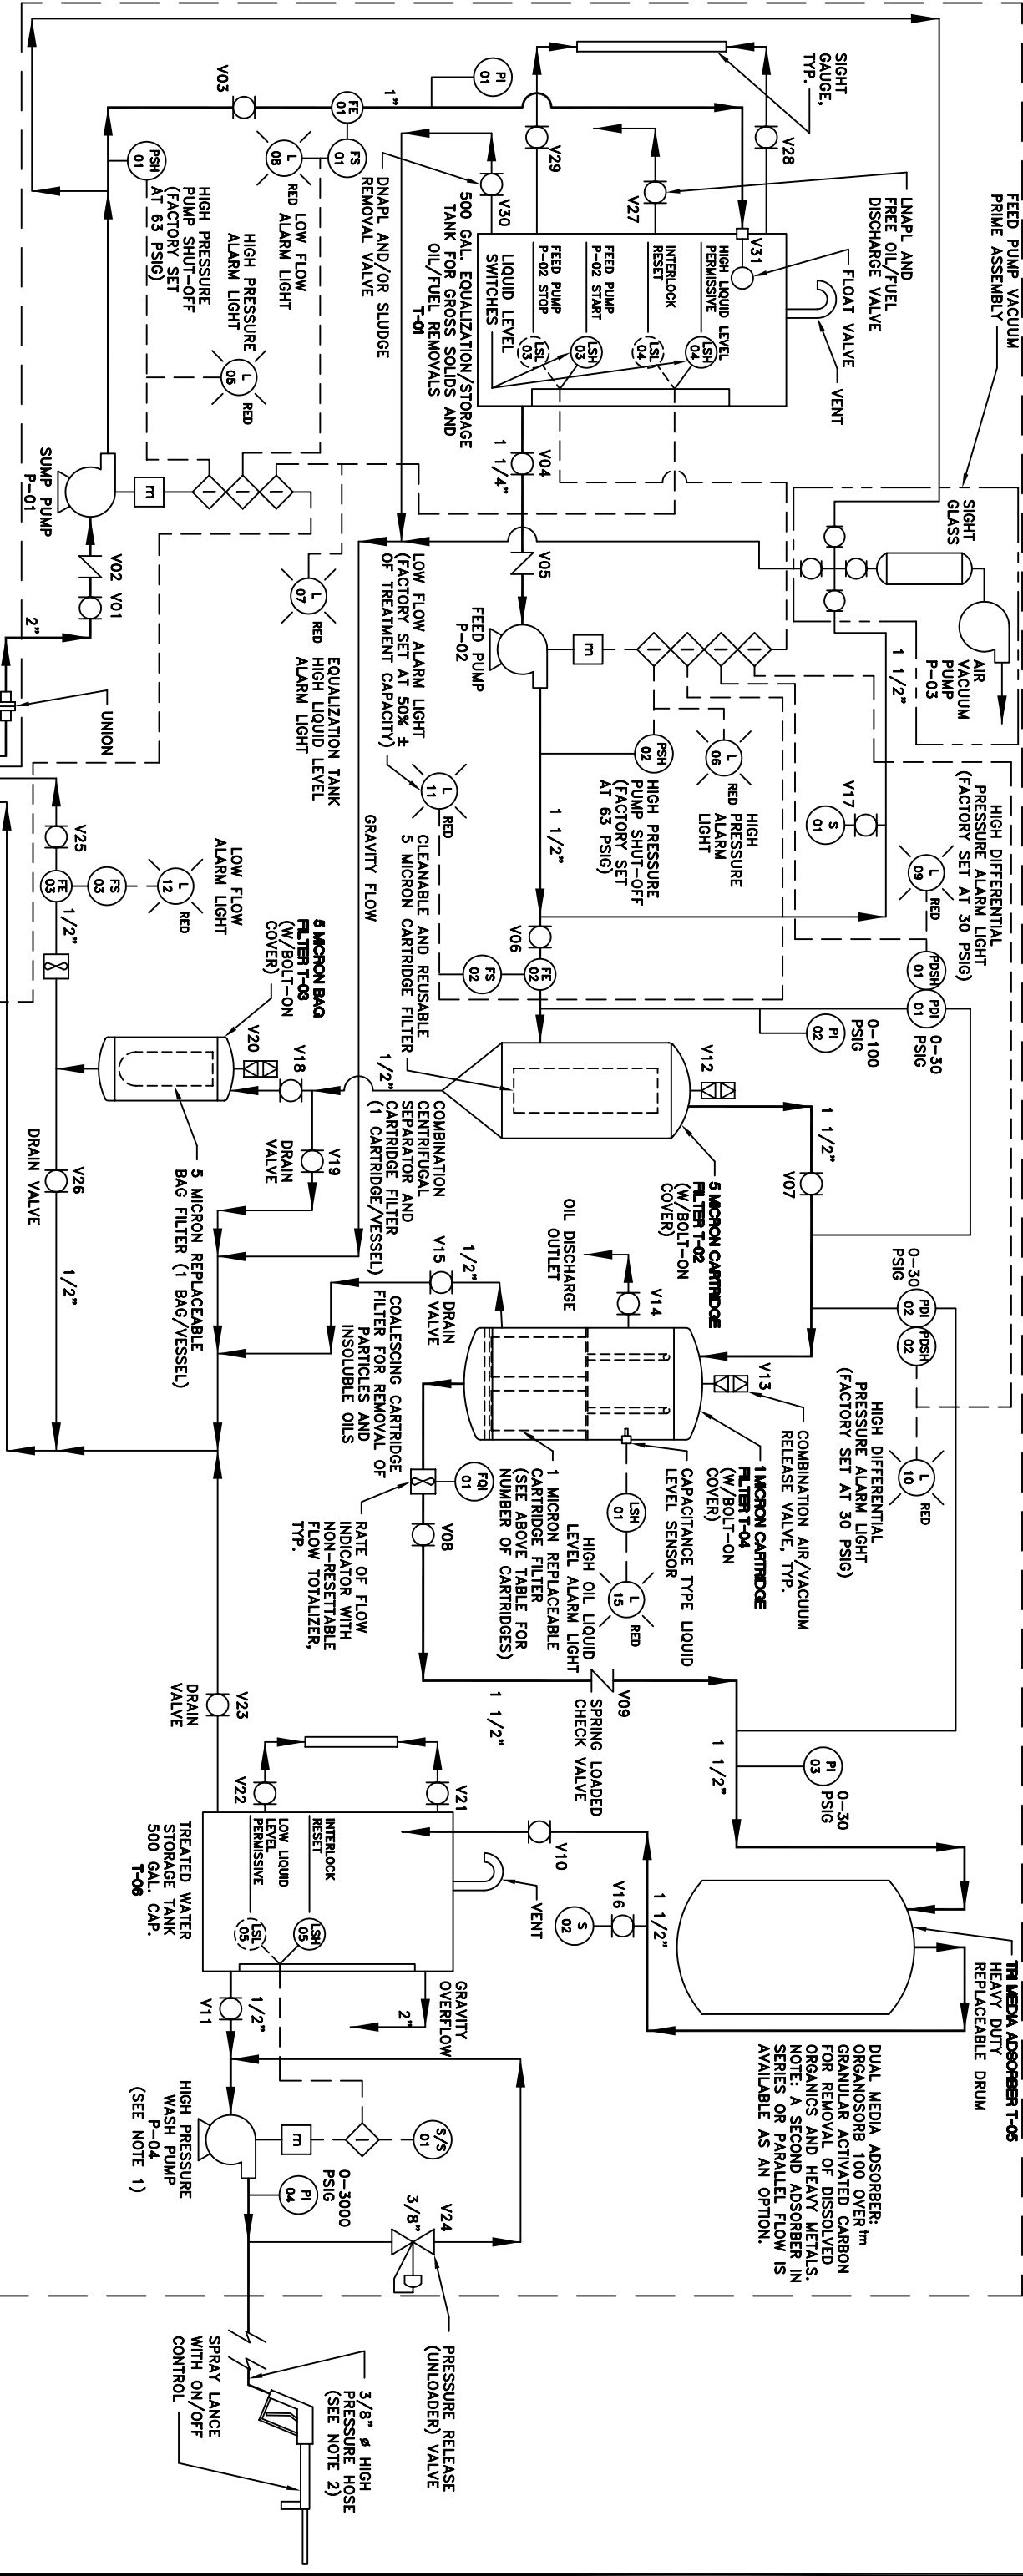 FEED PUMP VACUUM
PRIME ASSEMBLY
SIGHT
GAUGE,
TYP.
V28
V29
V27
V30
V31
LNAPL AND
FREE OIL/FUEL
DISCHARGE VALVE
FLOAT VALVE
VENT
PI
01
1"
FE
01
FS
01
V03
L
08
RED
LOW FLOW
ALARM LIGHT
PSH
01
HIGH PRESSURE
PUMP SHUT-OFF
(FACTORY SET
AT 63 PSIG)
HIGH PRESSURE
ALARM LIGHT
L
05
RED
DNAPL AND/OR SLUDGE
REMOVAL VALVE
500 GAL. EQUALIZATION/STORAGE
TANK FOR GROSS SOLIDS AND
OIL/FUEL REMOVALS
T-01
HIGH LIQUID LEVEL
PERMISSIVE
LSH
04
INTERLOCK
RESET
LSL
04
FEED PUMP
P-02 START
LSH
03
FEED PUMP
P-02 STOP
LSL
03
LIQUID LEVEL
SWITCHES
V04
1 1/4"
V05
m
I
I
I
SUMP PUMP
P-01
V02
V01
2"
UNION
L
07
RED
EQUALIZATION TANK
HIGH LIQUID LEVEL
ALARM LIGHT
SIGHT
GLASS
AIR
VACUUM
PUMP
P-03
1 1/2"
FEED PUMP
P-02
m
I
I
I
I
LOW FLOW ALARM LIGHT
(FACTORY SET AT 50% ±
OF TREATMENT CAPACITY)
L
11
RED
PSH
02
HIGH PRESSURE
PUMP SHUT-OFF
(FACTORY SET
AT 63 PSIG)
L
06
RED
HIGH
PRESSURE
ALARM
LIGHT
V17
S
01
HIGH DIFFERENTIAL
PRESSURE ALARM LIGHT
(FACTORY SET AT 30 PSIG)
L
09
RED
PDSH
01
PDI
01
0-30
PSIG
PI
02
0-100
PSIG
1 1/2"
V06
FE
02
FS
02
GRAVITY FLOW
CLEANABLE AND REUSABLE
5 MICRON CARTRIDGE FILTER
V25
FE
03
FS
03
L
12
RED
LOW FLOW
ALARM LIGHT
1/2"
5 MICRON BAG
FILTER T-03
(W/BOLT-ON
COVER)
V20
V18
1/2"
V19
DRAIN
VALVE
5 MICRON REPLACEABLE
BAG FILTER (1 BAG/VESSEL)
V26
DRAIN VALVE
1/2"
COMBINATION
CENTRIFUGAL
SEPARATOR AND
CARTRIDGE FILTER
(1 CARTRIDGE/VESSEL)
V12
5 MICRON CARTRIDGE
FILTER T-02
(W/BOLT-ON
COVER)
1 1/2"
V07
0-30
PSIG
PDI
02
PDSH
02
HIGH DIFFERENTIAL
PRESSURE ALARM LIGHT
(FACTORY SET AT 30 PSIG)
L
10
RED
OIL DISCHARGE
OUTLET
V14
V15
1/2"
DRAIN
VALVE
V13
COMBINATION AIR/VACUUM
RELEASE VALVE, TYP.
1 MICRON CARTRIDGE
FILTER T-04
(W/BOLT-ON
COVER)
CAPACITANCE TYPE LIQUID
LEVEL SENSOR
LSH
01
L
15
RED
HIGH OIL LIQUID
LEVEL ALARM LIGHT
1 MICRON REPLACEABLE
CARTRIDGE FILTER
(SEE ABOVE TABLE FOR
NUMBER OF CARTRIDGES)
COALESCING CARTRIDGE
FILTER FOR REMOVAL OF
PARTICLES AND
INSOLUBLE OILS
FQI
01
V08
RATE OF FLOW
INDICATOR WITH
NON-RESETTABLE
FLOW TOTALIZER,
TYP.
1 1/2"
V09
SPRING LOADED
CHECK VALVE
1 1/2"
PI
03
0-30
PSIG
V23
DRAIN
VALVE
V22
V21
V10
VENT
INTERLOCK
RESET
LSH
05
LOW LIQUID
LEVEL
PERMISSIVE
LSL
05
TREATED WATER
STORAGE TANK
500 GAL. CAP.
T-06
1 1/2"
V16
S
02
TRI MEDIA ADSORBER T-05
HEAVY DUTY
REPLACEABLE DRUM
DUAL MEDIA ADSORBER:
ORGANOSORB 100 OVER tm
GRANULAR ACTIVATED CARBON
FOR REMOVAL OF DISSOLVED
ORGANICS AND HEAVY METALS.
NOTE: A SECOND ADSORBER IN
SERIES OR PARALLEL FLOW IS
AVAILABLE AS AN OPTION.
GRAVITY
OVERFLOW
2"
V11
1/2"
HIGH PRESSURE
WASH PUMP
P-04
(SEE NOTE 1)
m
I
S/S
01
PI
04
0-3000
PSIG
V24
3/8"
PRESSURE RELEASE
(UNLOADER) VALVE
3/8" ø HIGH
PRESSURE HOSE
(SEE NOTE 2)
SPRAY LANCE
WITH ON/OFF
CONTROL